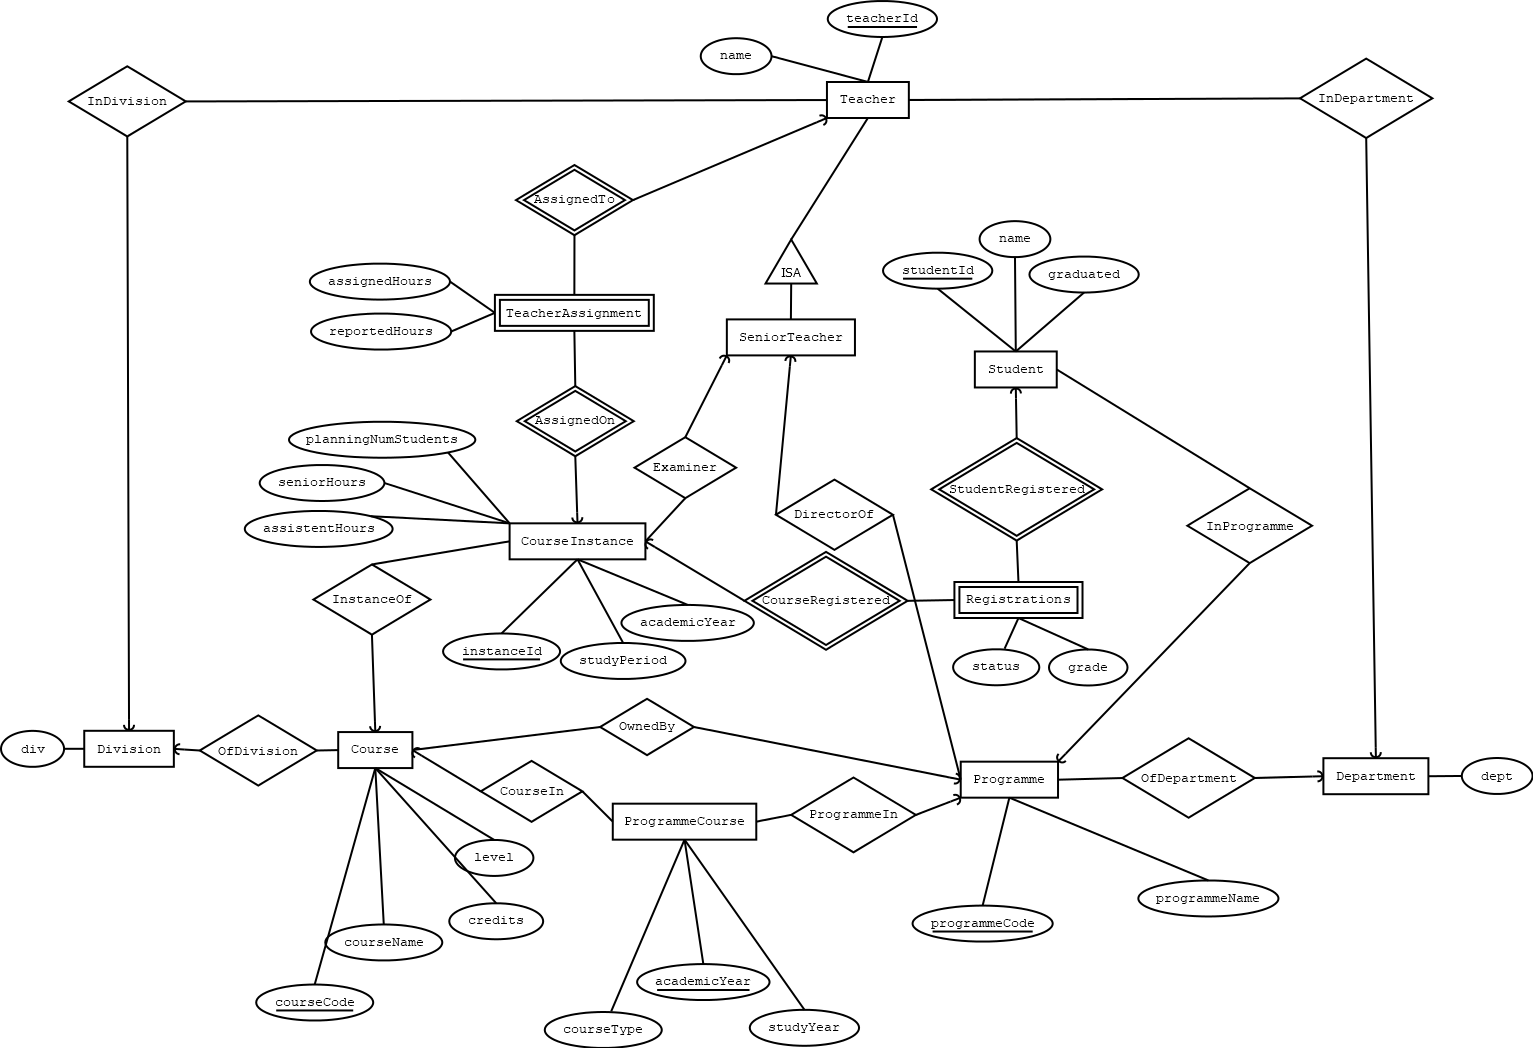 teacherId
name
Teacher
InDivision
InDepartment
AssignedTo
name
studentId
graduated
ISA
assignedHours
TeacherAssignment
reportedHours
SeniorTeacher
Student
AssignedOn
planningNumStudents
Examiner
seniorHours
StudentRegistered
DirectorOf
InProgramme
assistentHours
CourseInstance
InstanceOf
CourseRegistered
Registrations
academicYear
instanceId
studyPeriod
status
grade
OwnedBy
div
Division
OfDivision
Course
Programme
OfDepartment
Department
dept
CourseIn
ProgrammeCourse
ProgrammeIn
level
programmeName
credits
programmeCode
courseName
academicYear
courseCode
courseType
studyYear